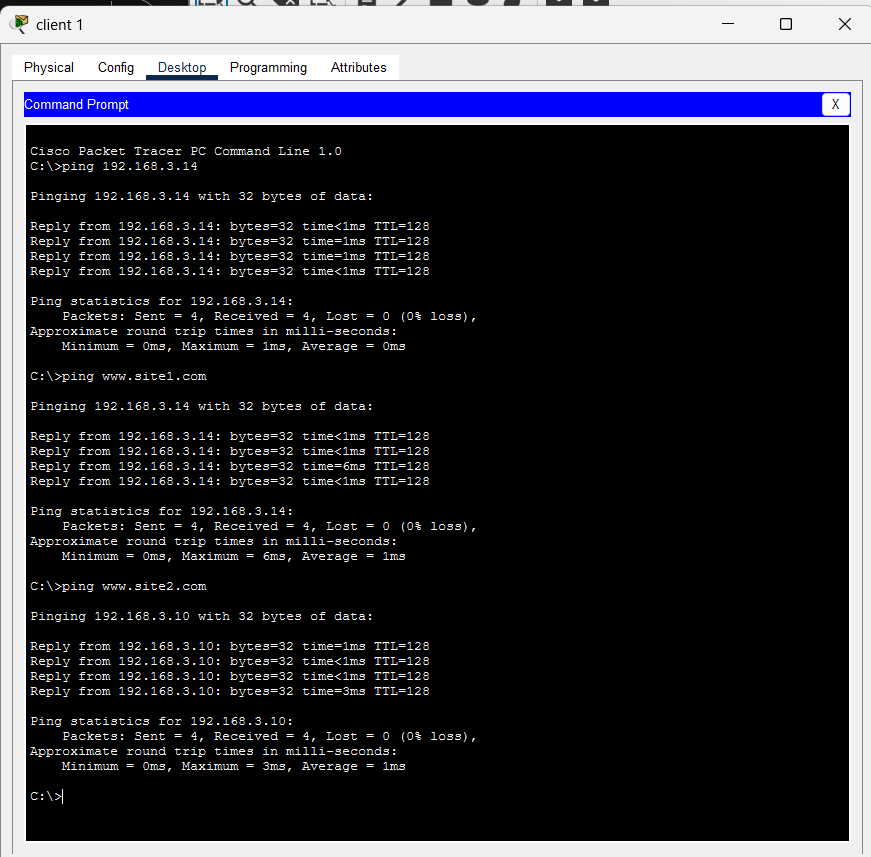 client 1
Physical Config Desktop Programming Attributes
Command Prompt
X
Cisco Packet Tracer PC Command Line 1.0
C:\>ping 192.168.3.14
Pinging 192.168.3.14 with 32 bytes of data:
Reply from 192.168.3.14: bytes=32 time<1ms TTL=128
Reply from 192.168.3.14: bytes=32 time=1ms TTL=128
Reply from 192.168.3.14: bytes=32 time=1ms TTL=128
Reply from 192.168.3.14: bytes=32 time<1ms TTL=128
Ping statistics for 192.168.3.14:
    Packets: Sent = 4, Received = 4, Lost = 0 (0% loss),
Approximate round trip times in milli-seconds:
    Minimum = 0ms, Maximum = 1ms, Average = 0ms
C:\>ping www.site1.com
Pinging 192.168.3.14 with 32 bytes of data:
Reply from 192.168.3.14: bytes=32 time<1ms TTL=128
Reply from 192.168.3.14: bytes=32 time<1ms TTL=128
Reply from 192.168.3.14: bytes=32 time=6ms TTL=128
Reply from 192.168.3.14: bytes=32 time<1ms TTL=128
Ping statistics for 192.168.3.14:
    Packets: Sent = 4, Received = 4, Lost = 0 (0% loss),
Approximate round trip times in milli-seconds:
    Minimum = 0ms, Maximum = 6ms, Average = 1ms
C:\>ping www.site2.com
Pinging 192.168.3.10 with 32 bytes of data:
Reply from 192.168.3.10: bytes=32 time=1ms TTL=128
Reply from 192.168.3.10: bytes=32 time<1ms TTL=128
Reply from 192.168.3.10: bytes=32 time<1ms TTL=128
Reply from 192.168.3.10: bytes=32 time=3ms TTL=128
Ping statistics for 192.168.3.10:
    Packets: Sent = 4, Received = 4, Lost = 0 (0% loss),
Approximate round trip times in milli-seconds:
    Minimum = 0ms, Maximum = 3ms, Average = 1ms
C:\>